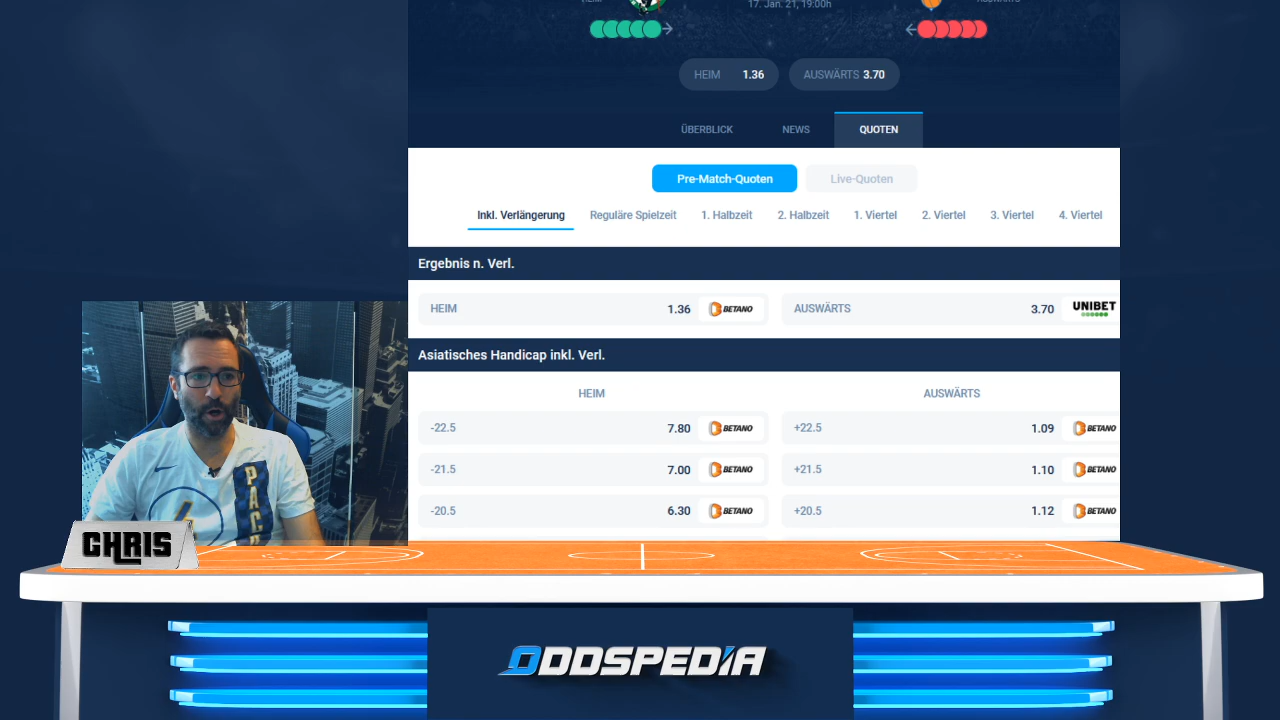 HEIM
17. Jan. 21, 19:00h
AUSWÄRTS
HEIM 1.36 AUSWÄRTS 3.70
ÜBERBLICK NEWS QUOTEN
Pre-Match-Quoten Live-Quoten
Inkl. Verlängerung Reguläre Spielzeit 1. Halbzeit 2. Halbzeit 1. Viertel 2. Viertel 3. Viertel 4. Viertel
Ergebnis n. Verl.
HEIM 1.36 BETANO AUSWÄRTS 3.70 UNIBET
Asiatisches Handicap inkl. Verl.
HEIM AUSWÄRTS
-22.5 7.80 BETANO +22.5 1.09 BETANO
-21.5 7.00 BETANO +21.5 1.10 BETANO
-20.5 6.30 BETANO +20.5 1.12 BETANO
CHRIS
ODDSPEDIA